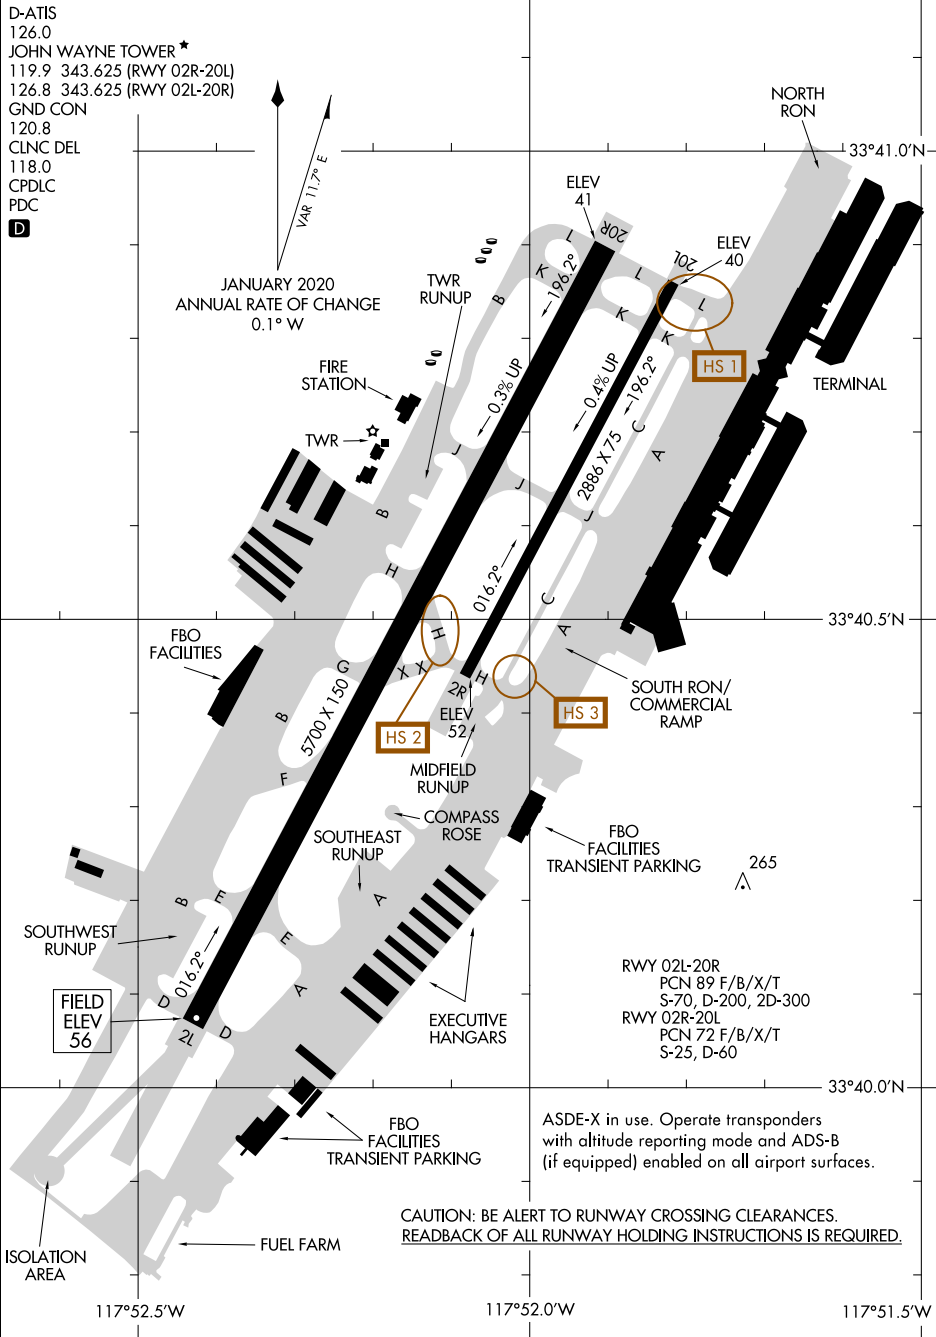 D-ATIS
126.0
JOHN WAYNE TOWER ★
119.9 343.625 (RWY 02R-20L)
126.8 343.625 (RWY 02L-20R)
GND CON
120.8
CLNC DEL
118.0
CPDLC
PDC
D
VAR 11.7° E
JANUARY 2020
ANNUAL RATE OF CHANGE
0.1° W
NORTH
RON
33°41.0'N
ELEV
41
20R
L
ELEV
40
20L
L
L
K
196.2°
B
K
K
TWR
RUNUP
HS 1
FIRE
STATION
TERMINAL
0.3% UP
0.4% UP
196.2°
TWR
J
C
A
2886 X 75
J
J
B
H
016.2°
C
A
33°40.5'N
FBO
FACILITIES
H
G
X
X
H
2R
SOUTH RON/
COMMERCIAL
RAMP
B
5700 X 150
ELEV
52
HS 3
HS 2
F
MIDFIELD
RUNUP
COMPASS
ROSE
SOUTHEAST
RUNUP
FBO
FACILITIES
TRANSIENT PARKING
265
B
E
A
SOUTHWEST
RUNUP
E
016.2°
A
D
D
2L
FIELD
ELEV
56
EXECUTIVE
HANGARS
RWY 02L-20R
PCN 89 F/B/X/T
S-70, D-200, 2D-300
RWY 02R-20L
PCN 72 F/B/X/T
S-25, D-60
33°40.0'N
FBO
FACILITIES
TRANSIENT PARKING
ASDE-X in use. Operate transponders
with altitude reporting mode and ADS-B
(if equipped) enabled on all airport surfaces.
CAUTION: BE ALERT TO RUNWAY CROSSING CLEARANCES.
READBACK OF ALL RUNWAY HOLDING INSTRUCTIONS IS REQUIRED.
FUEL FARM
ISOLATION
AREA
117°52.5'W
117°52.0'W
117°51.5'W